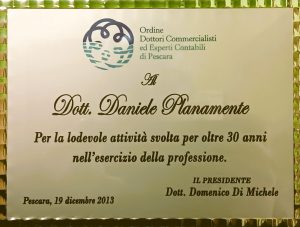 Ordine
Dottori Commercialisti
ed Esperti Contabili
di Pescara
Al
Dott. Daniele Planamente
Per la lodevole attività svolta per oltre 30 anni
nell'esercizio della professione.
IL PRESIDENTE
Dott. Domenico Di Michele
Pescara, 19 dicembre 2013